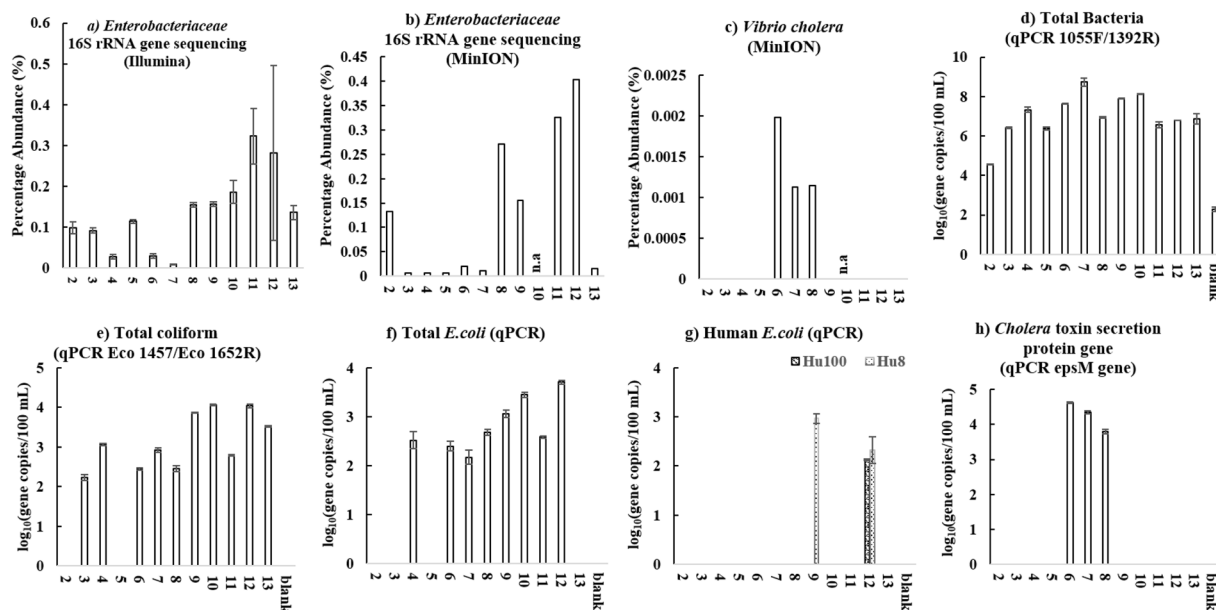 a) Enterobacteriaceae
16S rRNA gene sequencing
(Illumina)
Percentage Abundance (%)
0.6
0.5
0.4
0.3
0.2
0.1
0
2 3 4 5 6 7 8 9 10 11 12 13
b) Enterobacteriaceae
16S rRNA gene sequencing
(MinION)
Percentage Abundance (%)
0.45
0.4
0.35
0.3
0.25
0.2
0.15
0.1
0.05
0
n.a
2 3 4 5 6 7 8 9 10 11 12 13
c) Vibrio cholera
(MinION)
Percentage Abundance (%)
0.0025
0.002
0.0015
0.001
0.0005
0
n.a
2 3 4 5 6 7 8 9 10 11 12 13
d) Total Bacteria
(qPCR 1055F/1392R)
log10(gene copies/100 mL)
10
8
6
4
2
0
2 3 4 5 6 7 8 9 10 11 12 13 blank
e) Total coliform
(qPCR Eco 1457/Eco 1652R)
log10(gene copies/100 mL)
5
4
3
2
1
0
2 3 4 5 6 7 8 9 10 11 12 13 blank
f) Total E.coli (qPCR)
log10(gene copies/100 mL)
4
3
2
1
0
2 3 4 5 6 7 8 9 10 11 12 13 blank
g) Human E.coli (qPCR)
Hu100 Hu8
log10(gene copies/100 mL)
4
3
2
1
0
2 3 4 5 6 7 8 9 10 11 12 13 blank
h) Cholera toxin secretion
protein gene
(qPCR epsM gene)
log10(gene copies/100 mL)
5
4
3
2
1
0
2 3 4 5 6 7 8 9 10 11 12 13 blank